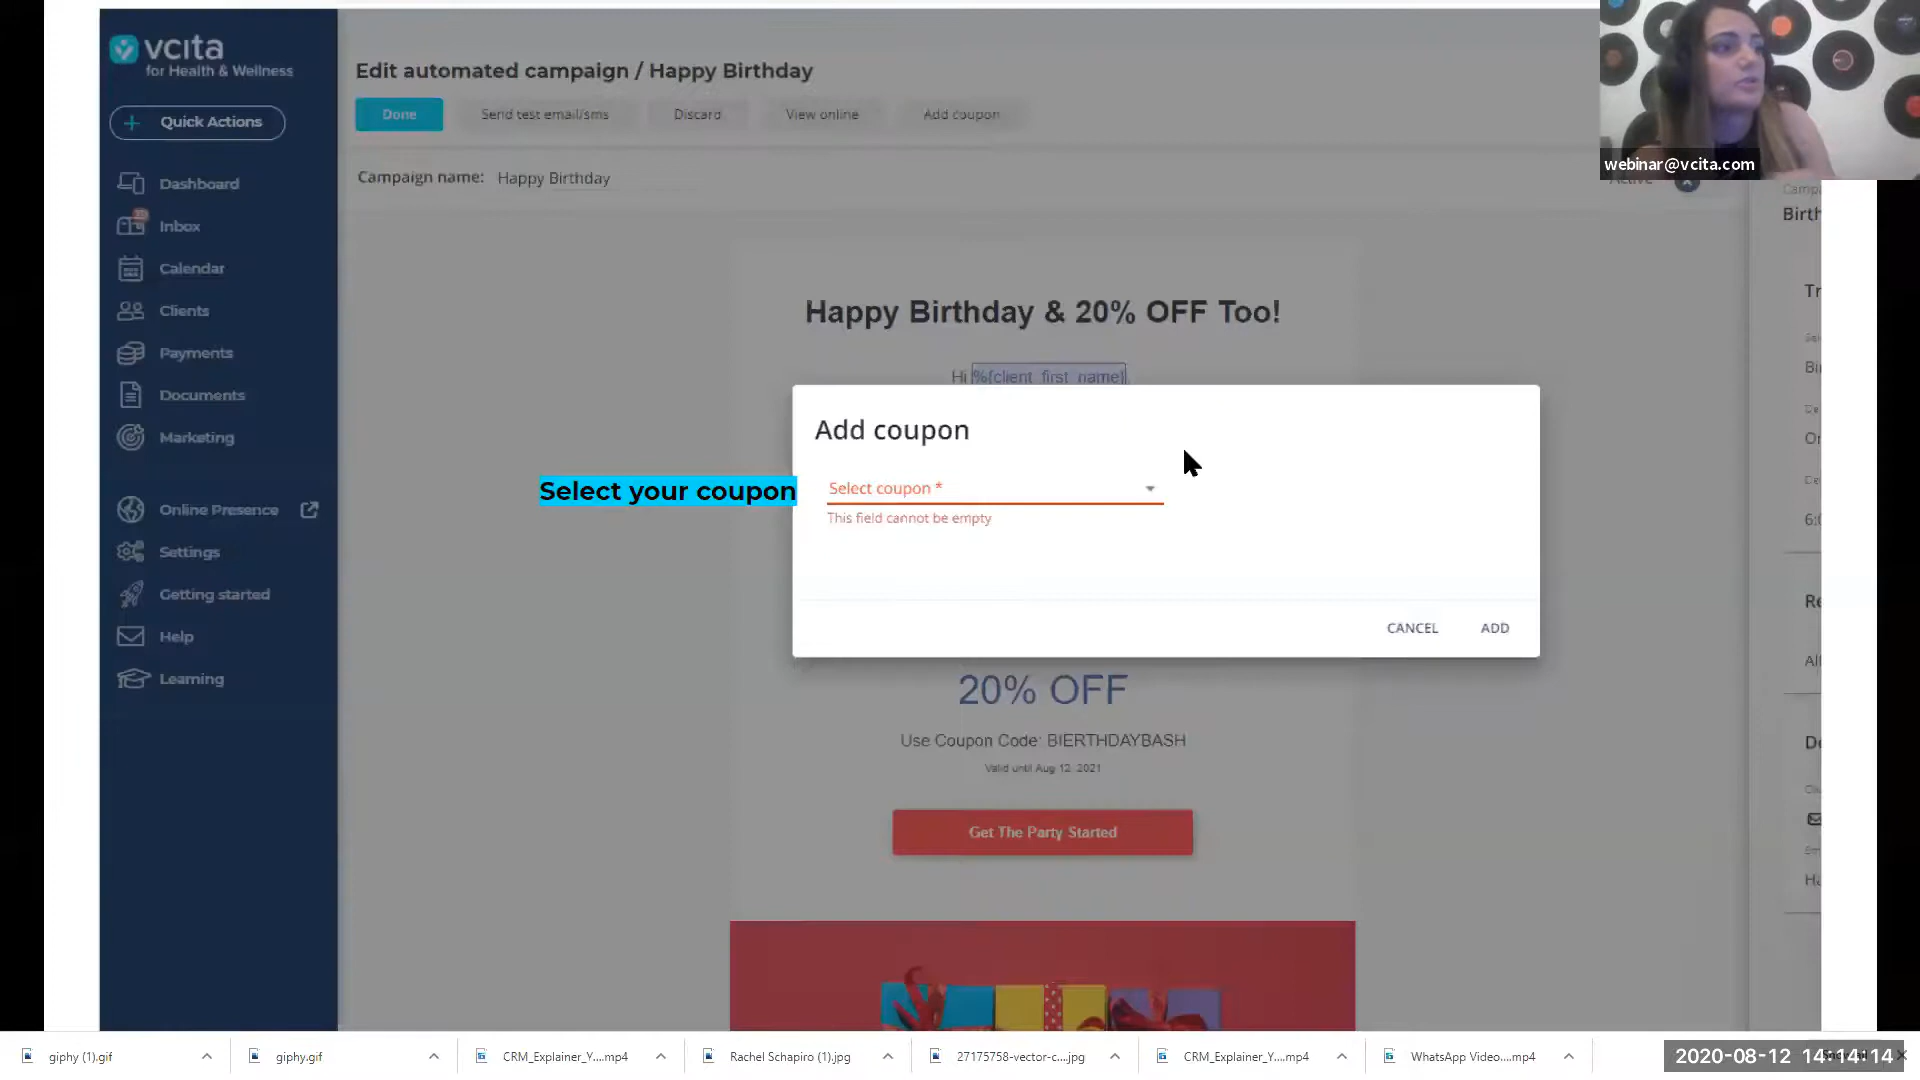 vcita
for Health & Wellness
Quick Actions
Dashboard
Inbox
Calendar
Clients
Payments
Documents
Marketing
Online Presence
Settings
Getting started
Help
Learning
Edit automated campaign / Happy Birthday
Done
Send test email/sms
Discard
View online
Add coupon
Campaign name: Happy Birthday
Active
webinar@vcita.com
Birth
Happy Birthday & 20% OFF Too!
Hi %{client_first_name}
Add coupon
Select your coupon
Select coupon *
This field cannot be empty
CANCEL
ADD
20% OFF
Use Coupon Code: BIERTHDAYBASH
Valid until Aug 12, 2021
Get The Party Started
giphy (1).gif
giphy.gif
CRM_Explainer_Y....mp4
Rachel Schapiro (1).jpg
27175758-vector-c....jpg
CRM_Explainer_Y....mp4
WhatsApp Video....mp4
2020-08-12 14:14:14